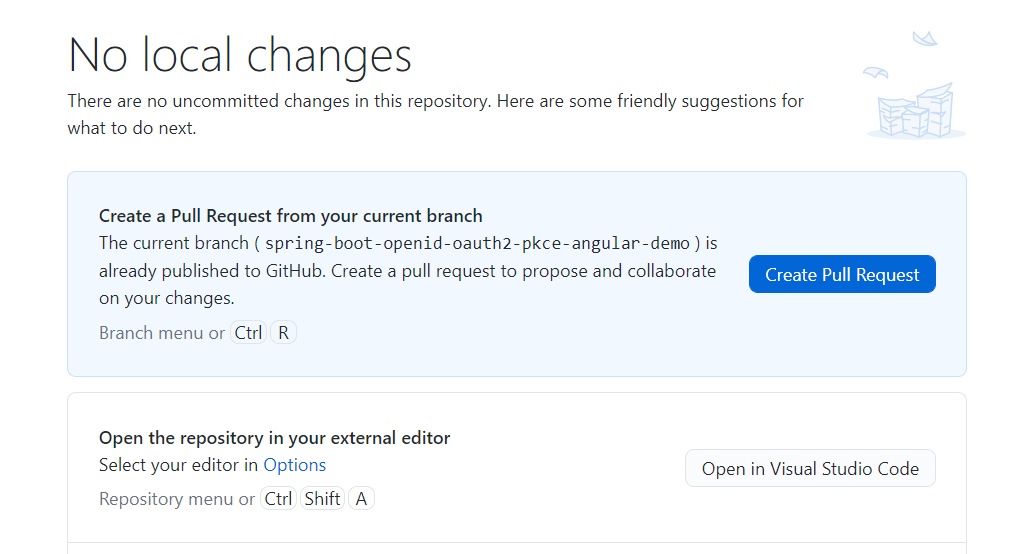 No local changes
There are no uncommitted changes in this repository. Here are some friendly suggestions for
what to do next.
Create a Pull Request from your current branch
The current branch ( spring-boot-openid-oauth2-pkce-angular-demo ) is
already published to GitHub. Create a pull request to propose and collaborate
on your changes.
Create Pull Request
Branch menu or Ctrl R
Open the repository in your external editor
Select your editor in Options
Open in Visual Studio Code
Repository menu or Ctrl Shift A